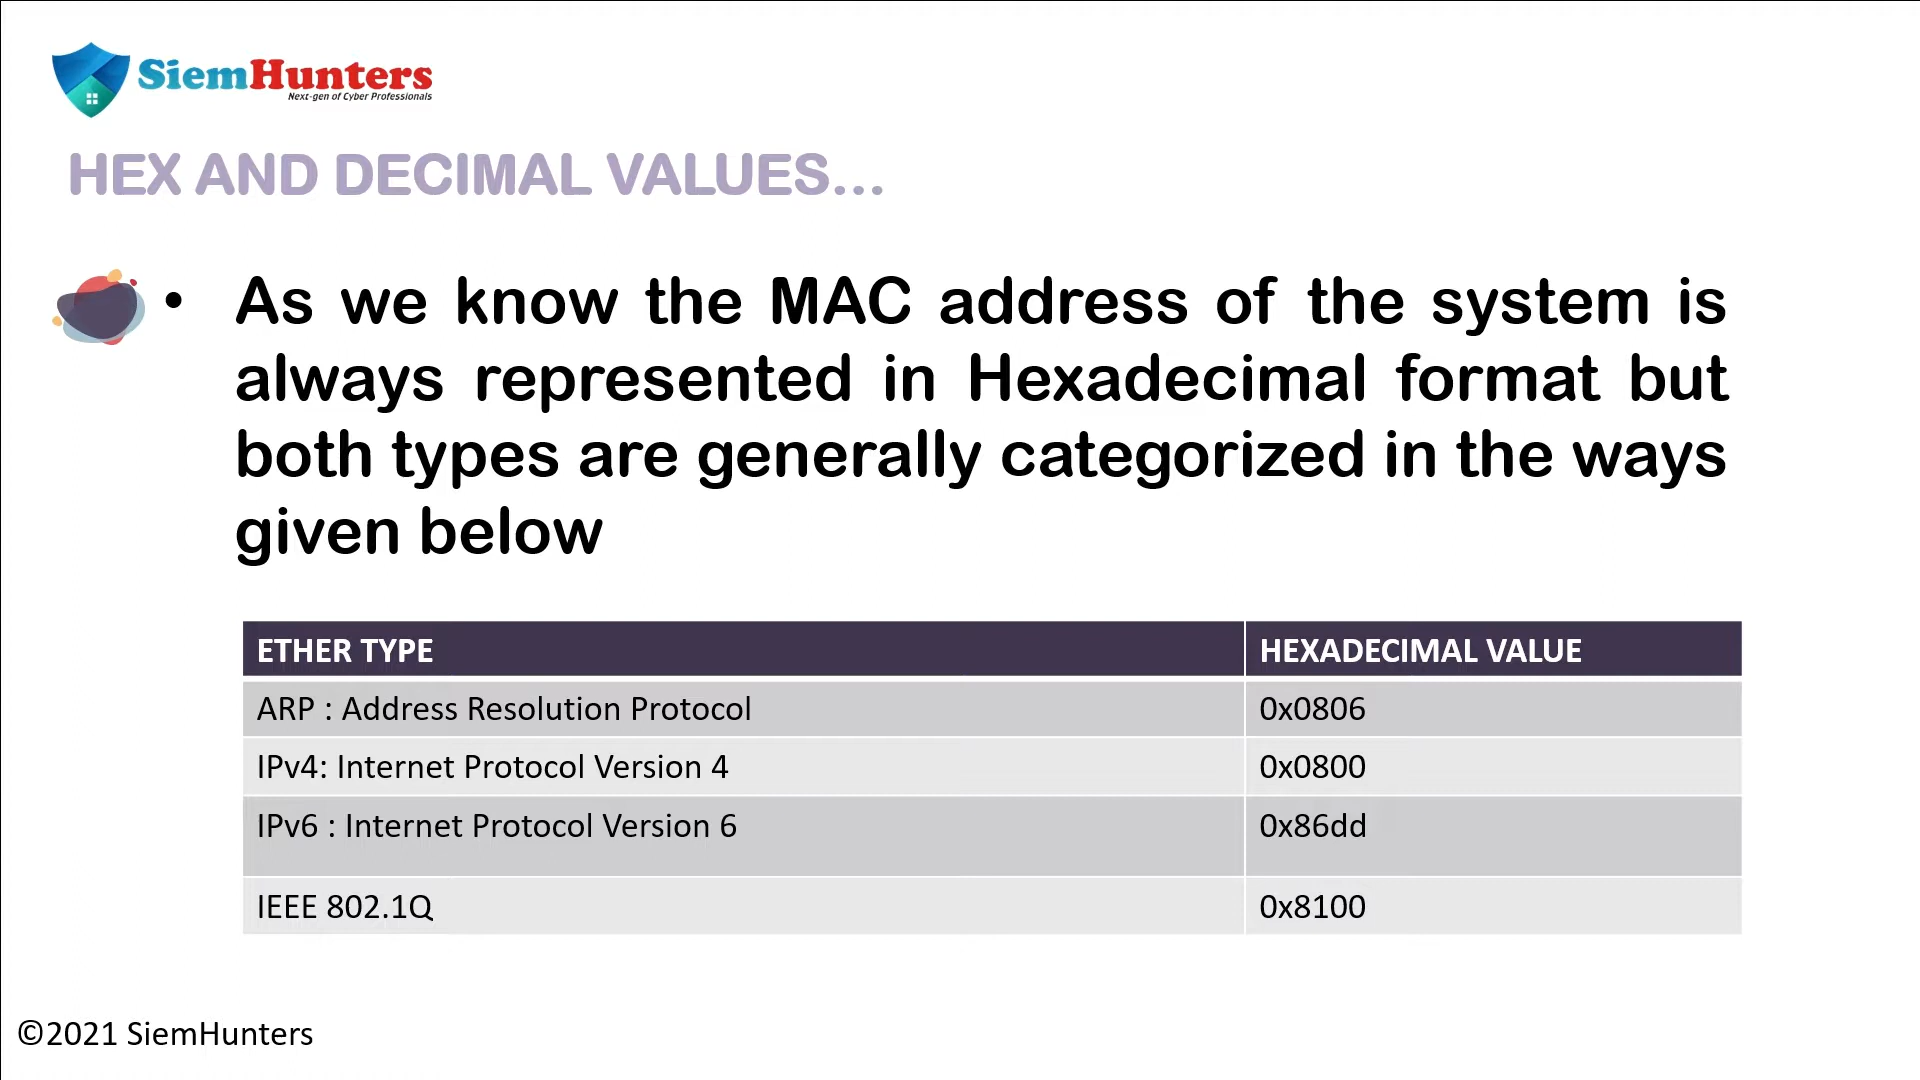 SiemHunters
Next-gen of Cyber Professionals
HEX AND DECIMAL VALUES...
• As we know the MAC address of the system is
always represented in Hexadecimal format but
both types are generally categorized in the ways
given below
ETHER TYPE HEXADECIMAL VALUE
ARP : Address Resolution Protocol 0x0806
IPv4: Internet Protocol Version 4 0x0800
IPv6 : Internet Protocol Version 6 0x86dd
IEEE 802.1Q 0x8100
©2021 SiemHunters